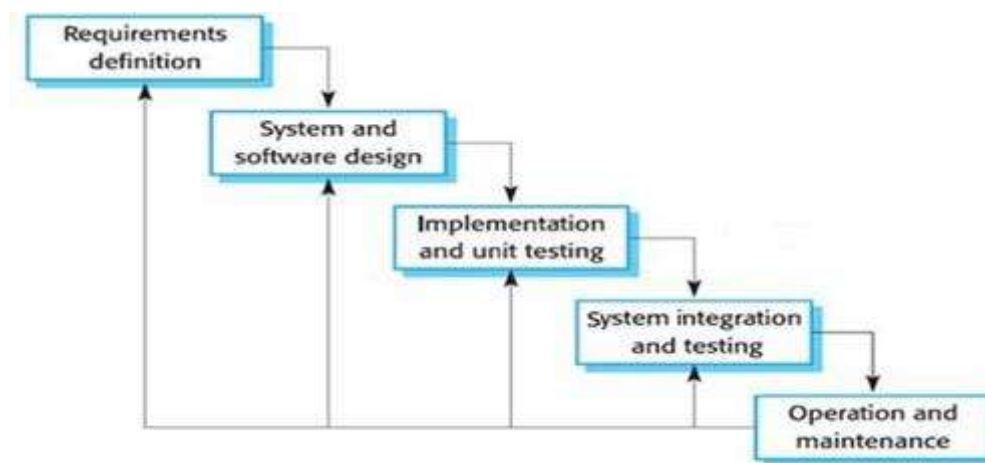 Requirements
definition
System and
software design
Implementation
and unit testing
System integration
and testing
Operation and
maintenance